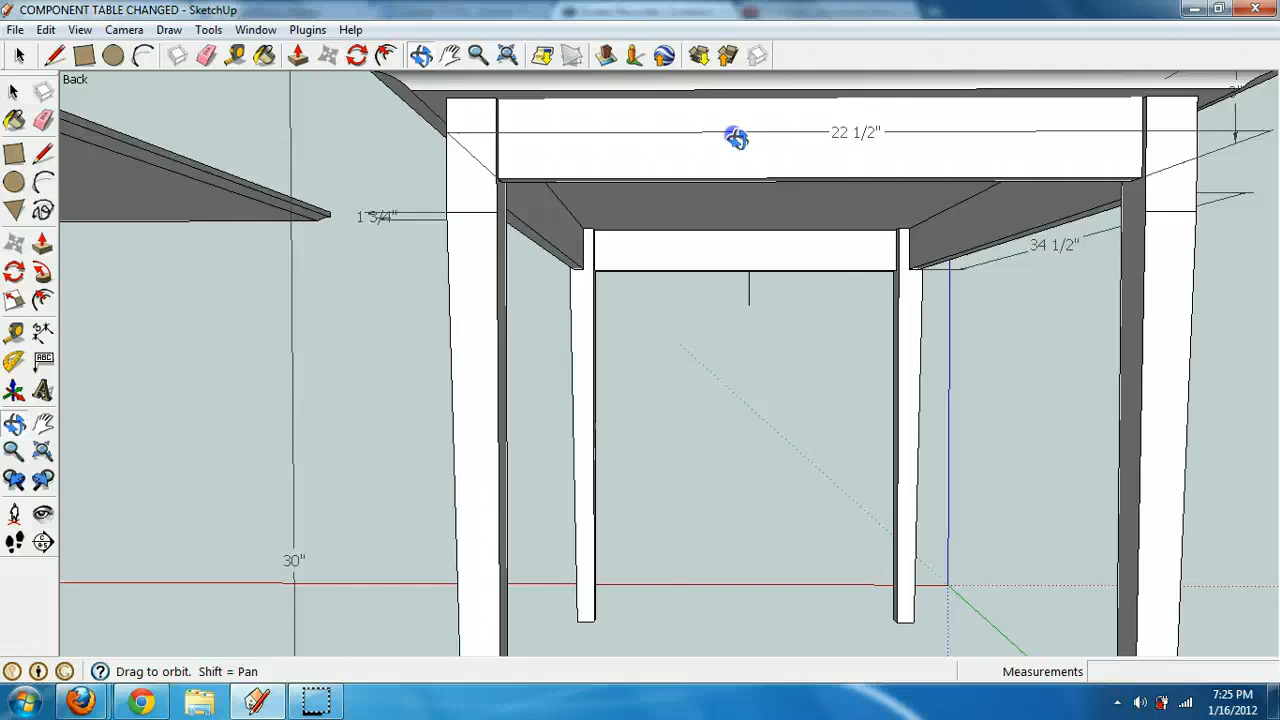 COMPONENT TABLE CHANGED - SketchUp
File Edit View Camera Draw Tools Window Plugins Help
Back
22 1/2"
1 3/4"
34 1/2"
30"
ABC
Drag to orbit. Shift = Pan
Measurements
7:25 PM
1/16/2012